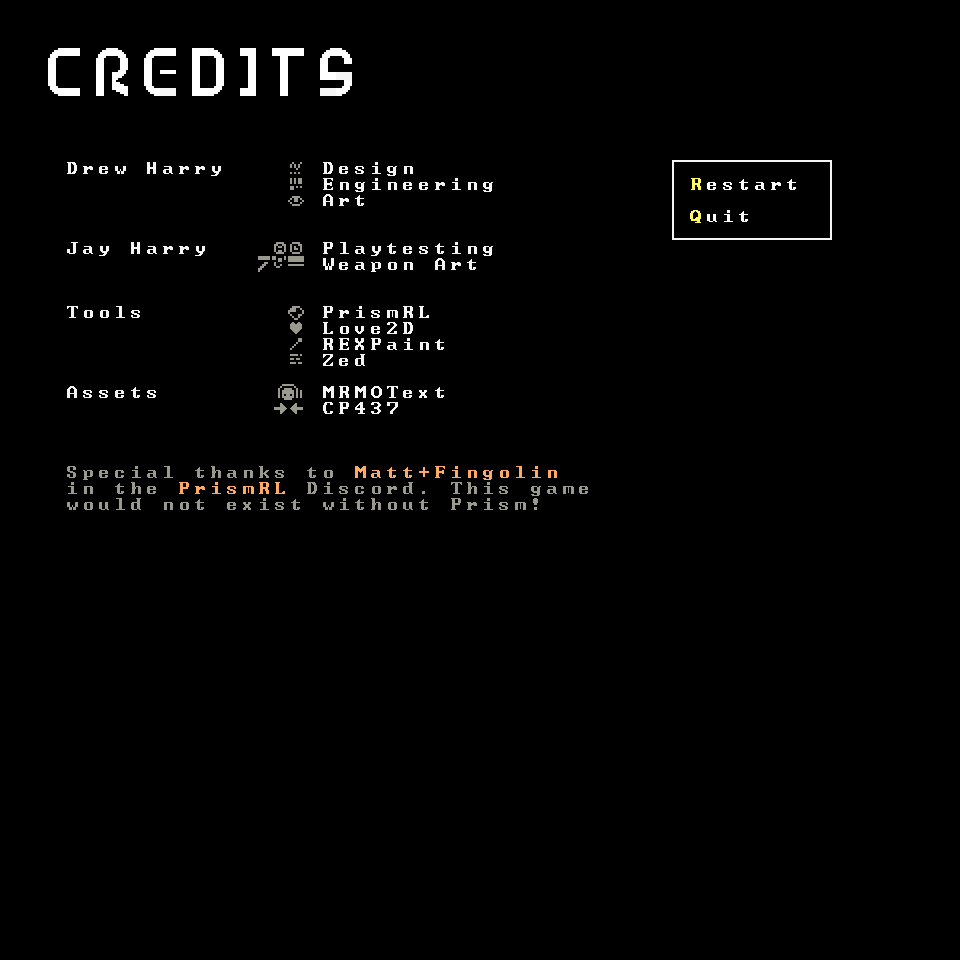 CREDITS
Drew Harry Design
Engineering
Art
Restart
Quit
Jay Harry Playtesting
Weapon Art
Tools PrismRL
Love2D
REXPaint
Zed
Assets MRMOText
CP437
Special thanks to Matt+Fingolin
in the PrismRL Discord. This game
would not exist without Prism!